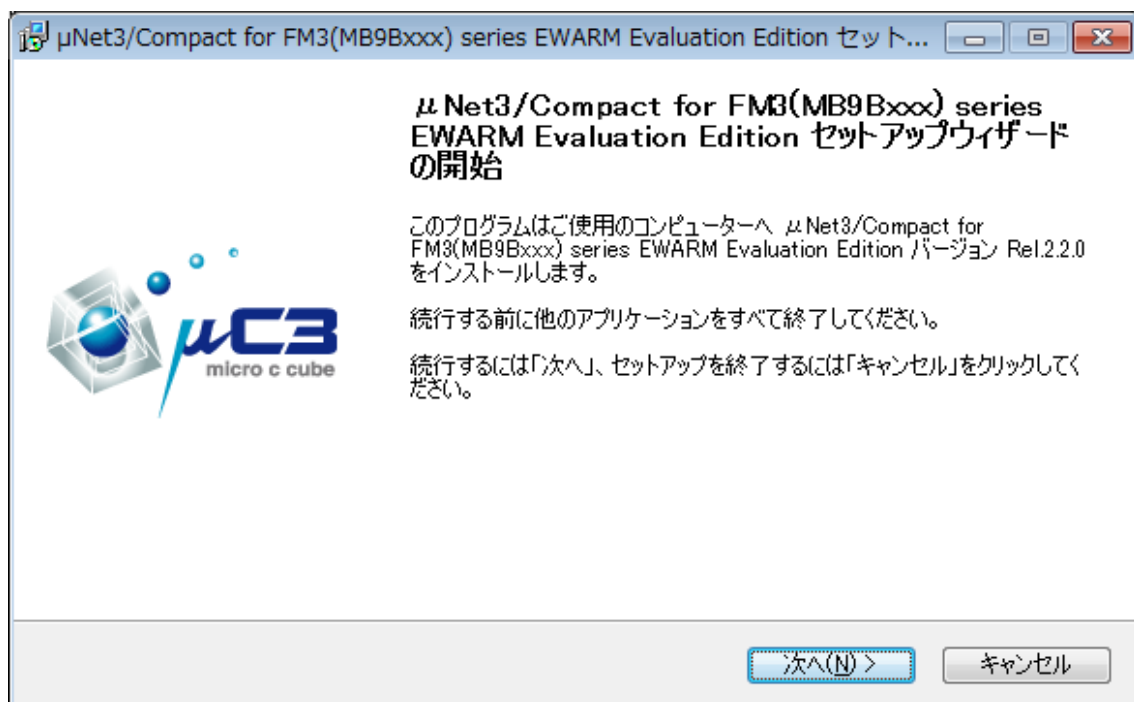 μNet3/Compact for FM3(MB9Bxxx) series EWARM Evaluation Edition セット...
μNet3/Compact for FM3(MB9Bxxx) series
EWARM Evaluation Edition セットアップウィザード
の開始
このプログラムはご使用のコンピューターへ μNet3/Compact for
FM3(MB9Bxxx) series EWARM Evaluation Edition バージョン Rel.2.2.0
をインストールします。
続行する前に他のアプリケーションをすべて終了してください。
続行するには「次へ」、セットアップを終了するには「キャンセル」をクリックしてく
ださい。
μC3
micro c cube
次へ(N) >
キャンセル